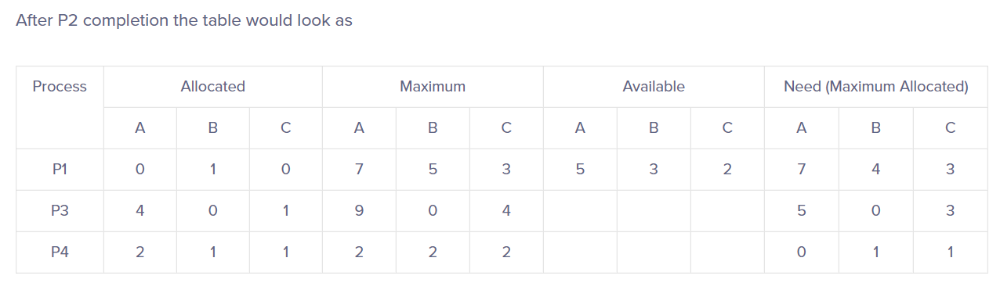 After P2 completion the table would look as
Process Allocated Maximum Available Need (Maximum Allocated)
A B C A B C A B C A B C
P1 0 1 0 7 5 3 5 3 2 7 4 3
P3 4 0 1 9 0 4 5 0 3
P4 2 1 1 2 2 2 0 1 1